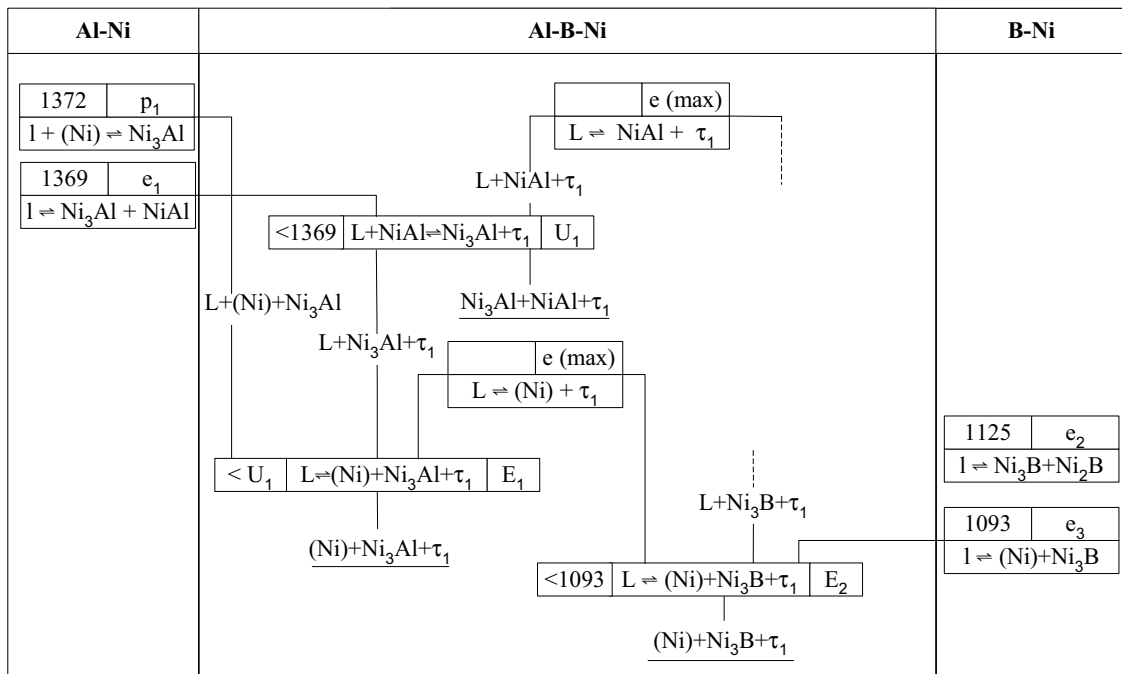 Al-Ni
Al-B-Ni
B-Ni
1372 p₁
l + (Ni) ⇌ Ni₃Al
e (max)
L ⇌ NiAl + τ₁
1369 e₁
l ⇌ Ni₃Al + NiAl
L+NiAl+τ₁
<1369 L+NiAl⇌Ni₃Al+τ₁ U₁
L+(Ni)+Ni₃Al
Ni₃Al+NiAl+τ₁
L+Ni₃Al+τ₁
e (max)
L ⇌ (Ni) + τ₁
1125 e₂
l ⇌ Ni₃B+Ni₂B
< U₁ L⇌(Ni)+Ni₃Al+τ₁ E₁
L+Ni₃B+τ₁
1093 e₃
l ⇌ (Ni)+Ni₃B
(Ni)+Ni₃Al+τ₁
<1093 L ⇌ (Ni)+Ni₃B+τ₁ E₂
(Ni)+Ni₃B+τ₁